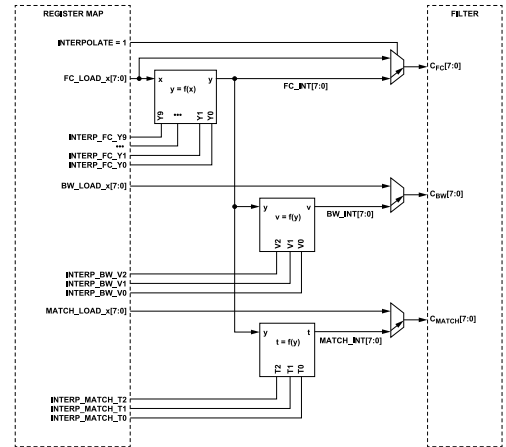 REGISTER MAP
FILTER
INTERPOLATE = 1
FC_LOAD_x[7:0]
x
y
y = f(x)
Y9
•••
Y1
Y0
FC_INT[7:0]
CFC[7:0]
INTERP_FC_Y9
•••
INTERP_FC_Y1
INTERP_FC_Y0
BW_LOAD_x[7:0]
CBW[7:0]
y
v
v = f(y)
V2
V1
V0
BW_INT[7:0]
INTERP_BW_V2
INTERP_BW_V1
INTERP_BW_V0
MATCH_LOAD_x[7:0]
CMATCH[7:0]
y
t
t = f(y)
T2
T1
T0
MATCH_INT[7:0]
INTERP_MATCH_T2
INTERP_MATCH_T1
INTERP_MATCH_T0